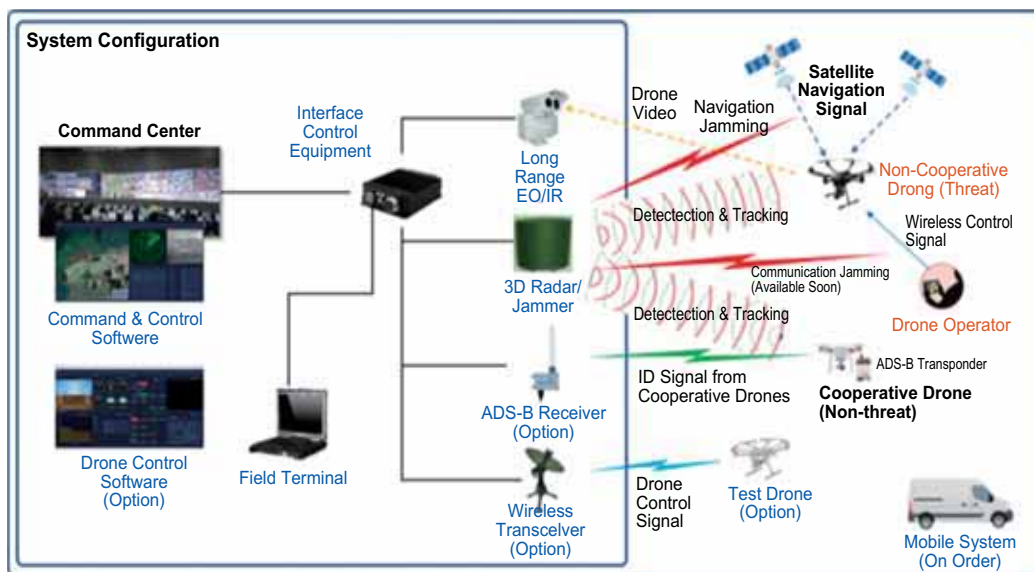 System Configuration
Command Center
Command & Control
Softweare
Drone Control
Software
(Option)
Interface
Control
Equipment
Field Terminal
Long
Range
EO/IR
3D Radar/
Jammer
ADS-B Receiver
(Option)
Wireless
Transcelver
(Option)
Drone
Video
Navigation
Jamming
Satellite
Navigation
Signal
Detectection & Tracking
Non-Cooperative
Drong (Threat)
Wireless Control
Signal
Communication Jamming
(Available Soon)
Detectection & Tracking
Drone Operator
ADS-B Transponder
ID Signal from
Cooperative Drones
Cooperative Drone
(Non-threat)
Drone
Control
Signal
Test Drone
(Option)
Mobile System
(On Order)